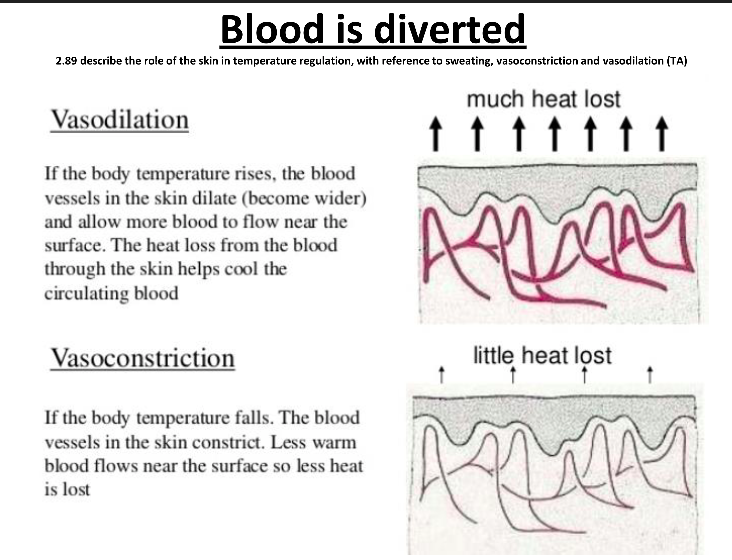 Blood is diverted
2.89 describe the role of the skin in temperature regulation, with reference to sweating, vasoconstriction and vasodilation (TA)
Vasodilation
If the body temperature rises, the blood
vessels in the skin dilate (become wider)
and allow more blood to flow near the
surface. The heat loss from the blood
through the skin helps cool the
circulating blood
much heat lost
Vasoconstriction
If the body temperature falls. The blood
vessels in the skin constrict. Less warm
blood flows near the surface so less heat
is lost
little heat lost